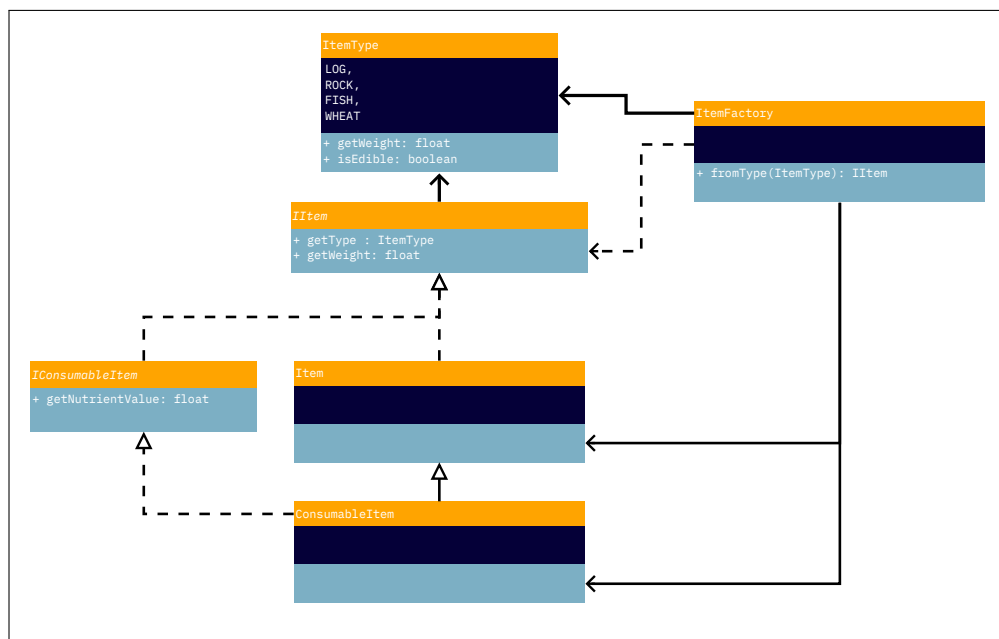 ItemType
LOG,
ROCK,
FISH,
WHEAT
+ getWeight: float
+ isEdible: boolean
ItemFactory
+ fromType(ItemType): IItem
IItem
+ getType : ItemType
+ getWeight: float
IConsumableItem
+ getNutrientValue: float
Item
ConsumableItem